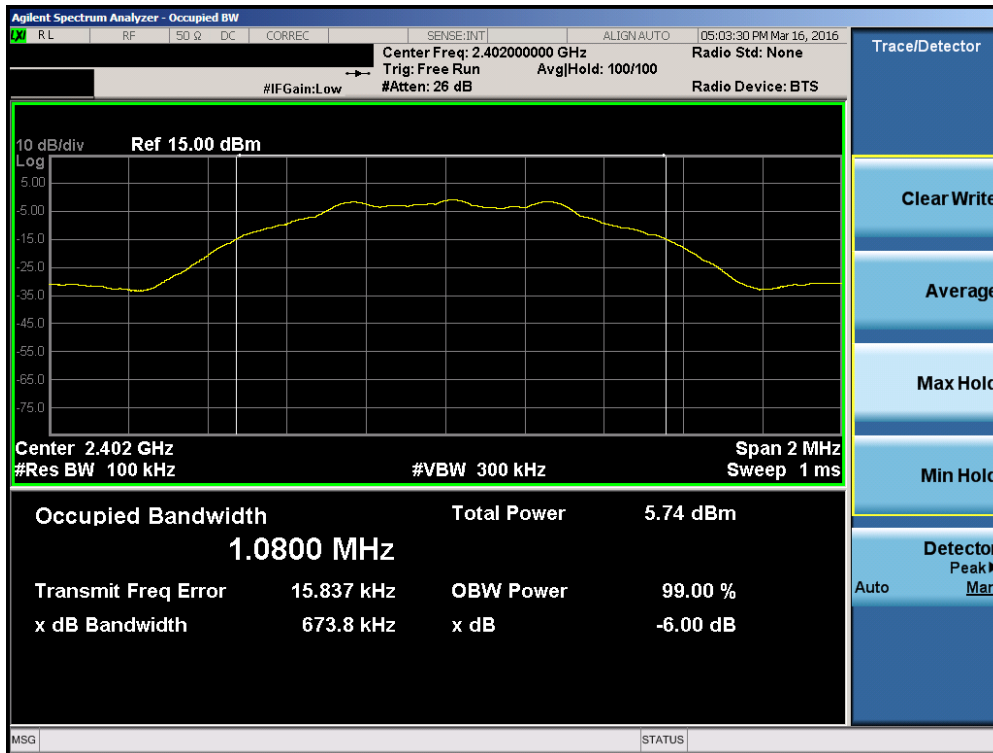 Agilent Spectrum Analyzer - Occupied BW
LXI RL RF 50 Ω DC CORREC SENSE:INT ALIGN AUTO 05:03:30 PM Mar 16, 2016
Center Freq: 2.402000000 GHz Radio Std: None
Trig: Free Run Avg|Hold: 100/100
#IFGain:Low #Atten: 26 dB Radio Device: BTS
10 dB/div Ref 15.00 dBm
Log
5.00
-5.00
-15.0
-25.0
-35.0
-45.0
-55.0
-65.0
-75.0
Center 2.402 GHz Span 2 MHz
#Res BW 100 kHz #VBW 300 kHz Sweep 1 ms
Occupied Bandwidth Total Power 5.74 dBm
1.0800 MHz
Transmit Freq Error 15.837 kHz OBW Power 99.00 %
x dB Bandwidth 673.8 kHz x dB -6.00 dB
MSG STATUS
Trace/Detector
Clear Write
Average
Max Hold
Min Hold
Detector
Peak
Auto Man